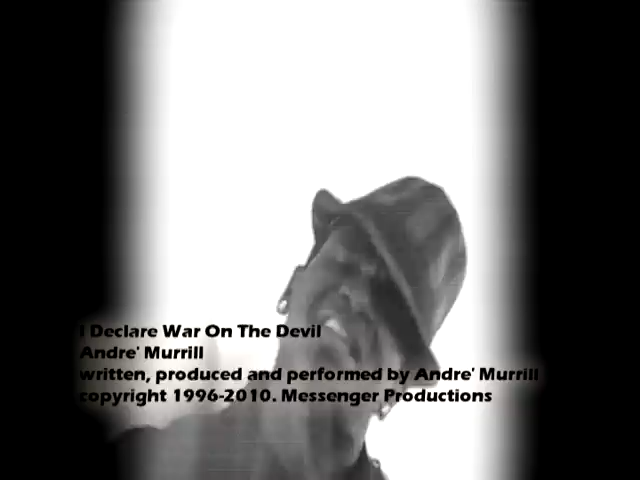 I Declare War On The Devil
Andre' Murrill
written, produced and performed by Andre' Murrill
copyright 1996-2010. Messenger Productions